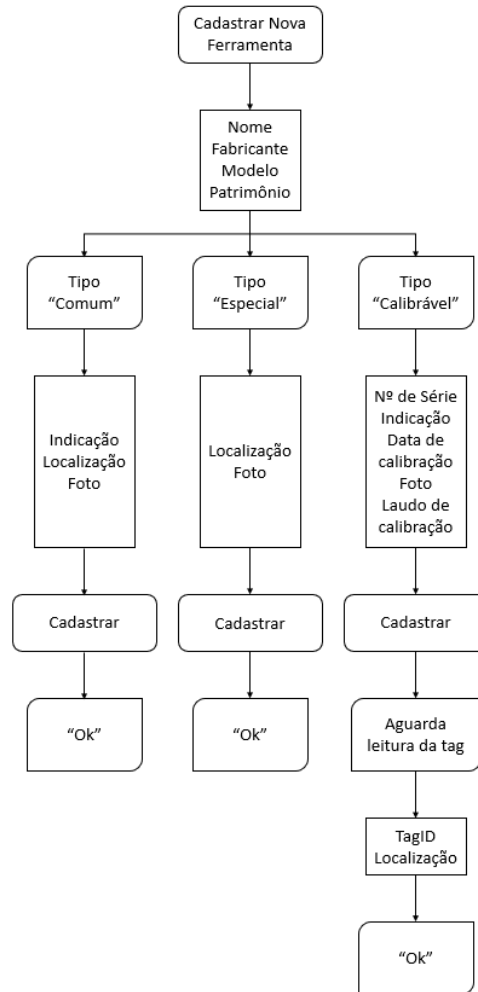 Cadastrar Nova
Ferramenta
Nome
Fabricante
Modelo
Patrimônio
Tipo
“Comum”
Tipo
“Especial”
Tipo
“Calibrável”
Indicação
Localização
Foto
Localização
Foto
Nº de Série
Indicação
Data de
calibração
Foto
Laudo de
calibração
Cadastrar
Cadastrar
Cadastrar
“Ok”
“Ok”
Aguarda
leitura da tag
TagID
Localização
“Ok”